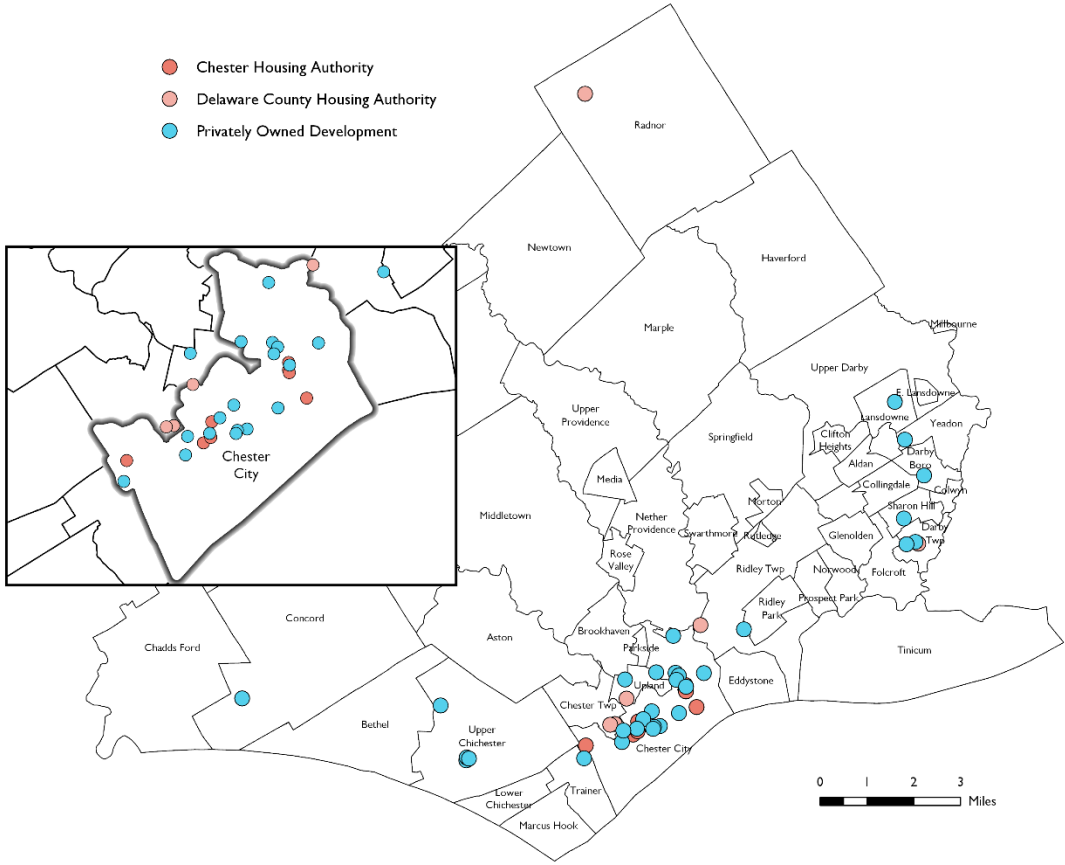 Chester Housing Authority
Delaware County Housing Authority
Privately Owned Development
Radnor
Newtown
Haverford
Marple
Millbourne
Upper Darby
E. Lansdowne
Lansdowne
Upper
Providence
Springfield
Clifton
Heights
Yeadon
Darby
Boro
Aldan
Collingdale
Colwyn
Media
Morton
Sharon Hill
Middletown
Nether
Providence
Swarthmore
Rutledge
Glenolden
Darby
Twp
Rose
Valley
Ridley Twp
Norwood
Folcroft
Prospect Park
Ridley
Park
Chester
City
Concord
Chadds Ford
Aston
Brookhaven
Parkside
Tinicum
Upland
Eddystone
Chester Twp
Bethel
Upper
Chichester
Chester City
Lower
Chichester
Trainer
Marcus Hook
0 1 2 3
Miles